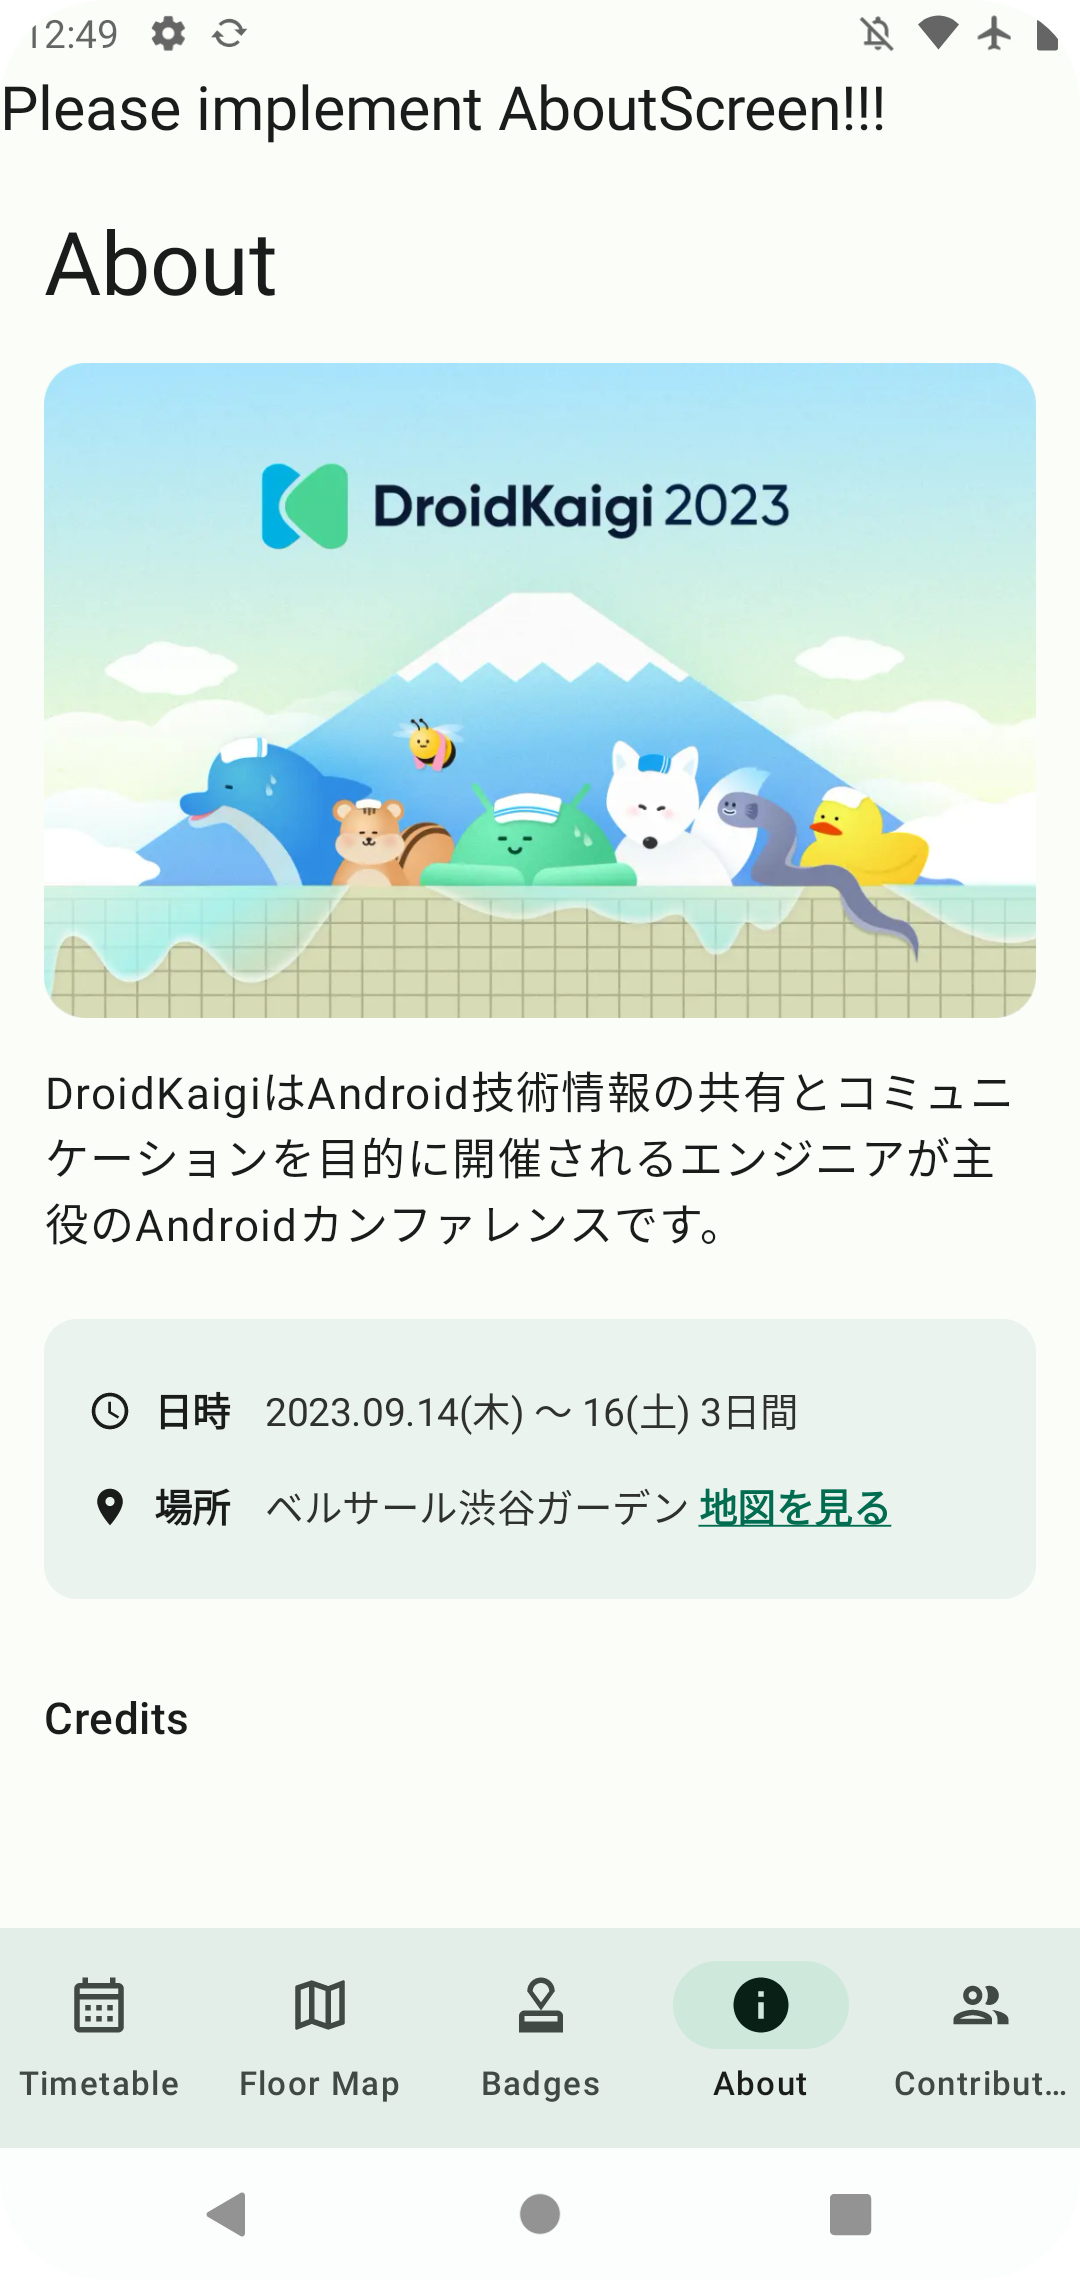 12:49
Please implement AboutScreen!!!
About
DroidKaigi 2023
DroidKaigiはAndroid技術情報の共有とコミュニ
ケーションを目的に開催されるエンジニアが主
役のAndroidカンファレンスです。
日時 2023.09.14(木) 〜 16(土) 3日間
場所 ベルサール渋谷ガーデン 地図を見る
Credits
Timetable Floor Map Badges About Contribut…